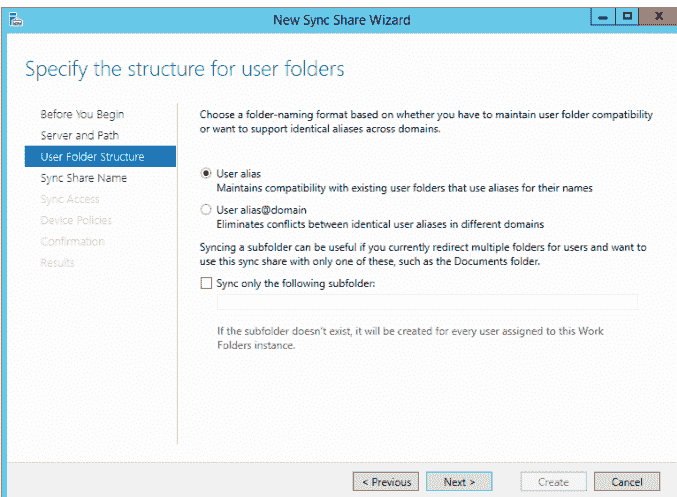 New Sync Share Wizard
Specify the structure for user folders
Before You Begin
Server and Path
User Folder Structure
Sync Share Name
Sync Access
Device Policies
Confirmation
Results
Choose a folder-naming format based on whether you have to maintain user folder compatibility
or want to support identical aliases across domains.
User alias
Maintains compatibility with existing user folders that use aliases for their names
User alias@domain
Eliminates conflicts between identical user aliases in different domains
Syncing a subfolder can be useful if you currently redirect multiple folders for users and want to
use this sync share with only one of these, such as the Documents folder.
Sync only the following subfolder:
If the subfolder doesn't exist, it will be created for every user assigned to this Work
Folders instance.
< Previous
Next >
Create
Cancel